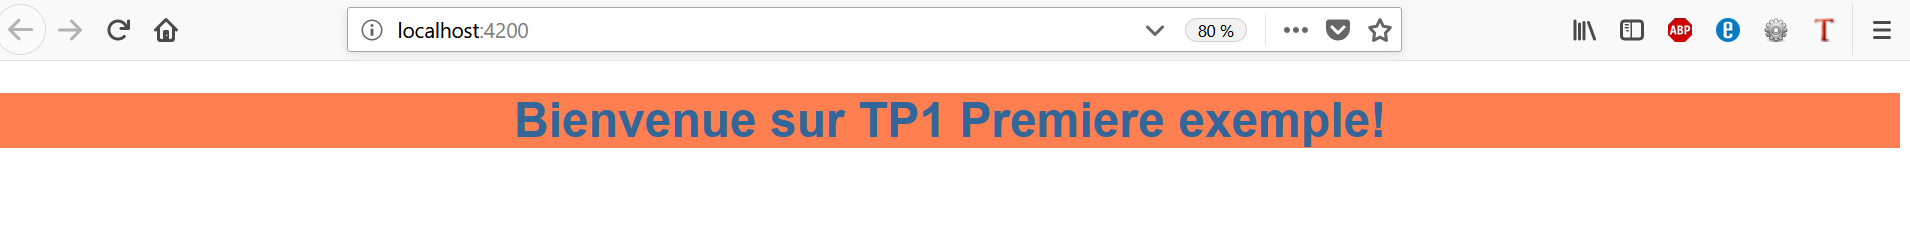 localhost:4200
80 %
ABP
e
T
Bienvenue sur TP1 Premiere exemple!